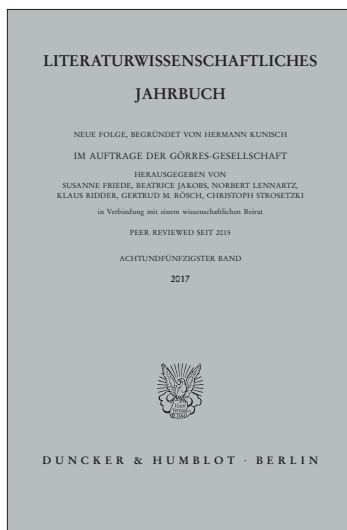 LITERATURWISSENSCHAFTLICHES
JAHRBUCH
NEUE FOLGE, BEGRÜNDET VON HERMANN KUNISCH
IM AUFTRAGE DER GÖRRES-GESELLSCHAFT
HERAUSGEGEBEN VON
SUSANNE FRIEDE, BEATRICE JAKOBS, NORBERT LENNARTZ,
KLAUS RIDDER, GERTRUD M. RÖSCH, CHRISTOPH STROSETZKI
in Verbindung mit einem wissenschaftlichen Beirat
PEER REVIEWED SEIT 2015
ACHTUNDFÜNFZIGSTER BAND
2017
DUNCKER & HUMBLOT · BERLIN